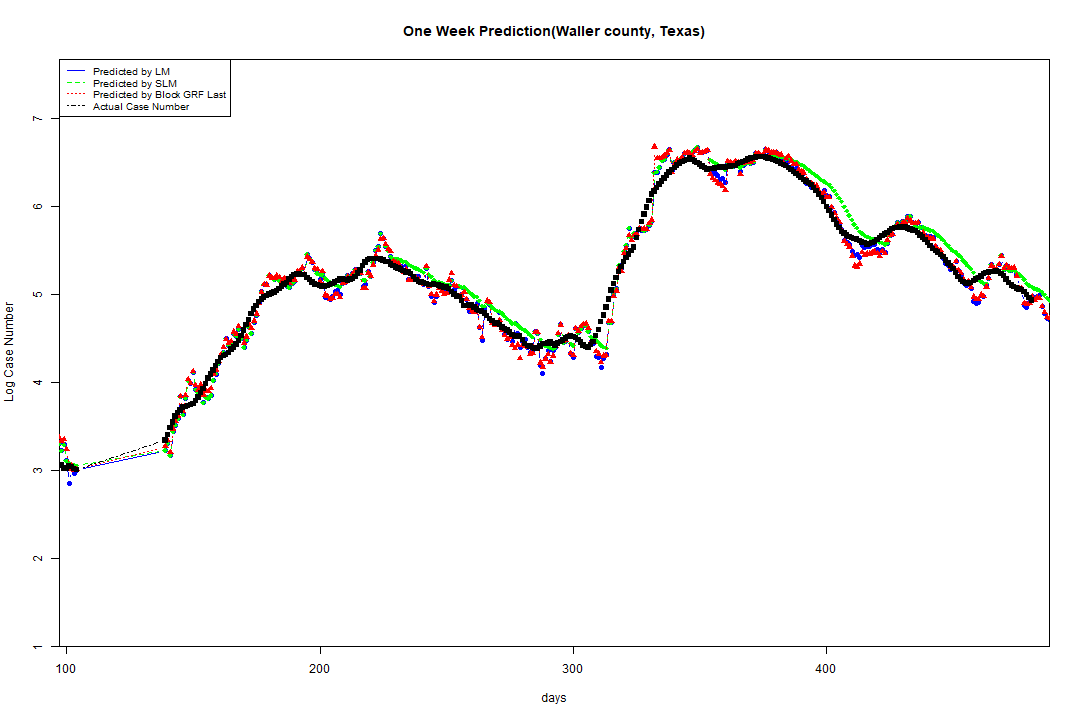 One Week Prediction(Waller county, Texas)
Predicted by LM
Predicted by SLM
Predicted by Block GRF Last
Actual Case Number
Log Case Number
7
6
5
4
3
2
1
100 200 300 400
days